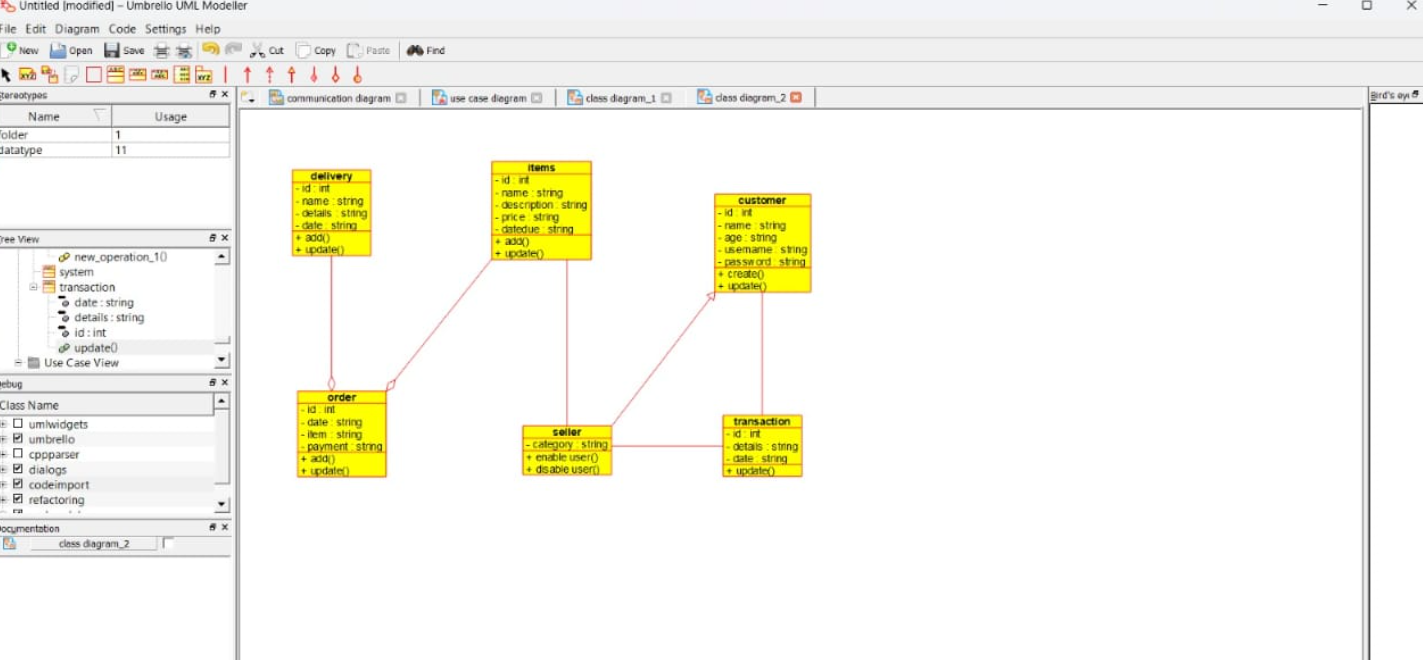 Untitled [modified] – Umbrello UML Modeller
File Edit Diagram Code Settings Help
New Open Save Cut Copy Paste Find
Stereotypes
Name Usage
folder 1
datatype 11
Tree View
new_operation_1()
system
transaction
date : string
details : string
id : int
update()
Use Case View
Debug
Class Name
umlwidgets
umbrello
cppparser
dialogs
codeimport
refactoring
Documentation
class diagram_2
communication diagram use case diagram class diagram_1 class diagram_2
Bird's eye
delivery
- id : int
- name : string
- details : string
- date : string
+ add()
+ update()
items
- id : int
- name : string
- description : string
- price : string
- datedue : string
+ add()
+ update()
customer
- id : int
- name : string
- age : string
- username : string
- password : string
+ create()
+ update()
order
- id : int
- date : string
- item : string
- payment : string
+ add()
+ update()
seller
- category : string
+ enable user()
+ disable user()
transaction
- id : int
- details : string
- date : string
+ update()